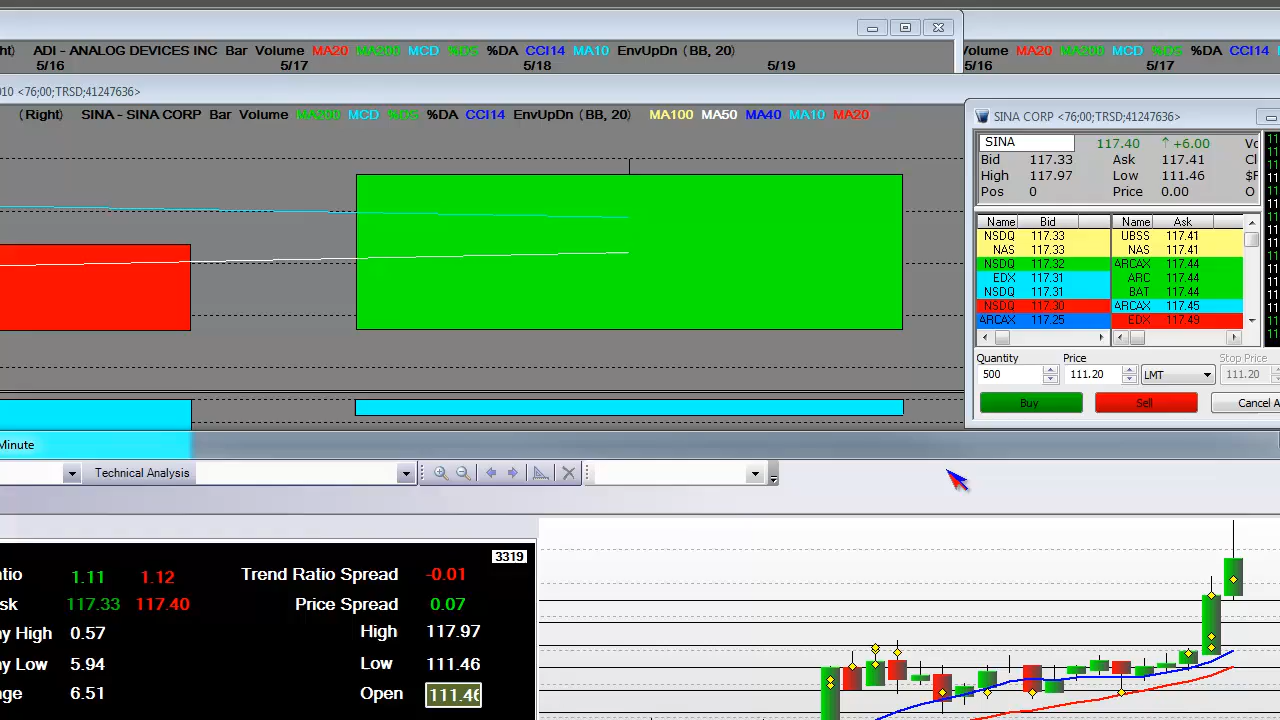 ht) ADI - ANALOG DEVICES INC Bar Volume MA20 MA200 MCD %DS %DA CCI14 MA10 EnvUpDn (BB, 20)
olume MA20 MA200 MCD %DS %DA CCI14
5/16 5/17 5/18 5/19
5/16 5/17
010 <76;00;TRSD;41247636>
(Right) SINA - SINA CORP Bar Volume MA200 MCD %DS %DA CCI14 EnvUpDn (BB, 20) MA100 MA50 MA40 MA10 MA20
SINA CORP <76;00;TRSD;41247636>
SINA 117.40 ↑ +6.00 Vo
Bid 117.33 Ask 117.41 Cl
High 117.97 Low 111.46 $F
Pos 0 Price 0.00 O
Name Bid Name Ask
NSDQ 117.33 UBSS 117.41
NAS 117.33 NAS 117.41
NSDQ 117.32 ARCAX 117.44
EDX 117.31 ARC 117.44
NSDQ 117.31 BAT 117.44
NSDQ 117.30 ARCAX 117.45
ARCAX 117.25 EDX 117.49
Quantity Price Stop Price
500 111.20 LMT 111.20
Buy Sell Cancel A
Minute
Technical Analysis
3319
atio 1.11 1.12 Trend Ratio Spread -0.01
sk 117.33 117.40 Price Spread 0.07
ay High 0.57 High 117.97
ay Low 5.94 Low 111.46
nge 6.51 Open 111.46